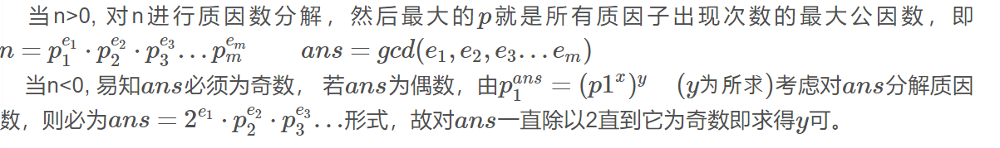 当n>0, 对n进行质因数分解，然后最大的$p$就是所有质因子出现次数的最大公因数，即
$n = p_1^{e_1} \cdot p_2^{e_2} \cdot p_3^{e_3} \ldots p_m^{e_m} \qquad ans = gcd(e_1, e_2, e_3 \ldots e_m)$
当n<0, 易知$ans$必须为奇数， 若$ans$为偶数，由$p_1^{ans} = (p1^x)^y \quad (y为所求)$考虑对$ans$分解质因
数，则必为$ans = 2^{e_1} \cdot p_2^{e_2} \cdot p_3^{e_3} \ldots$形式，故对$ans$一直除以2直到它为奇数即求得$y$可。